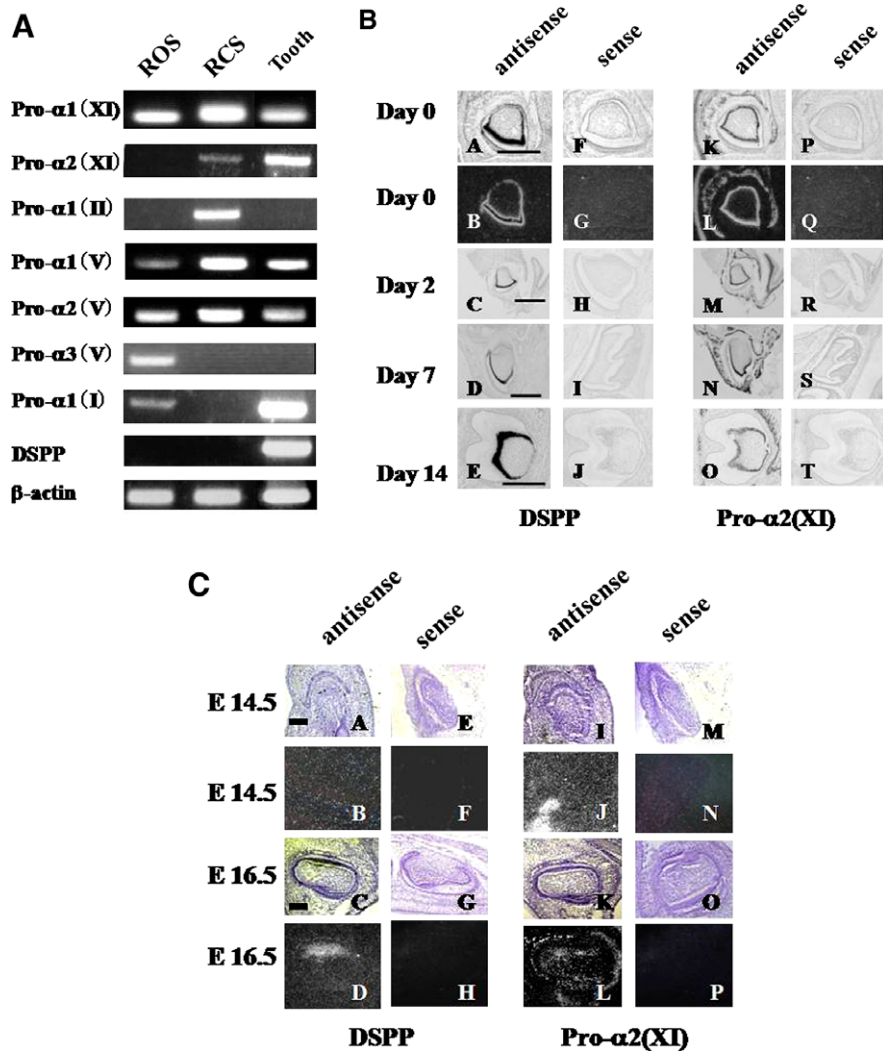 A
ROS RCS Tooth
Pro-α1(XI)
Pro-α2(XI)
Pro-α1(II)
Pro-α1(V)
Pro-α2(V)
Pro-α3(V)
Pro-α1(I)
DSPP
β-actin
B
antisense sense antisense sense
Day 0 A F K P
Day 0 B G L Q
Day 2 C H M R
Day 7 D I N S
Day 14 E J O T
DSPP Pro-α2(XI)
C
antisense sense antisense sense
E 14.5 A E I M
E 14.5 B F J N
E 16.5 C G K O
E 16.5 D H L P
DSPP Pro-α2(XI)